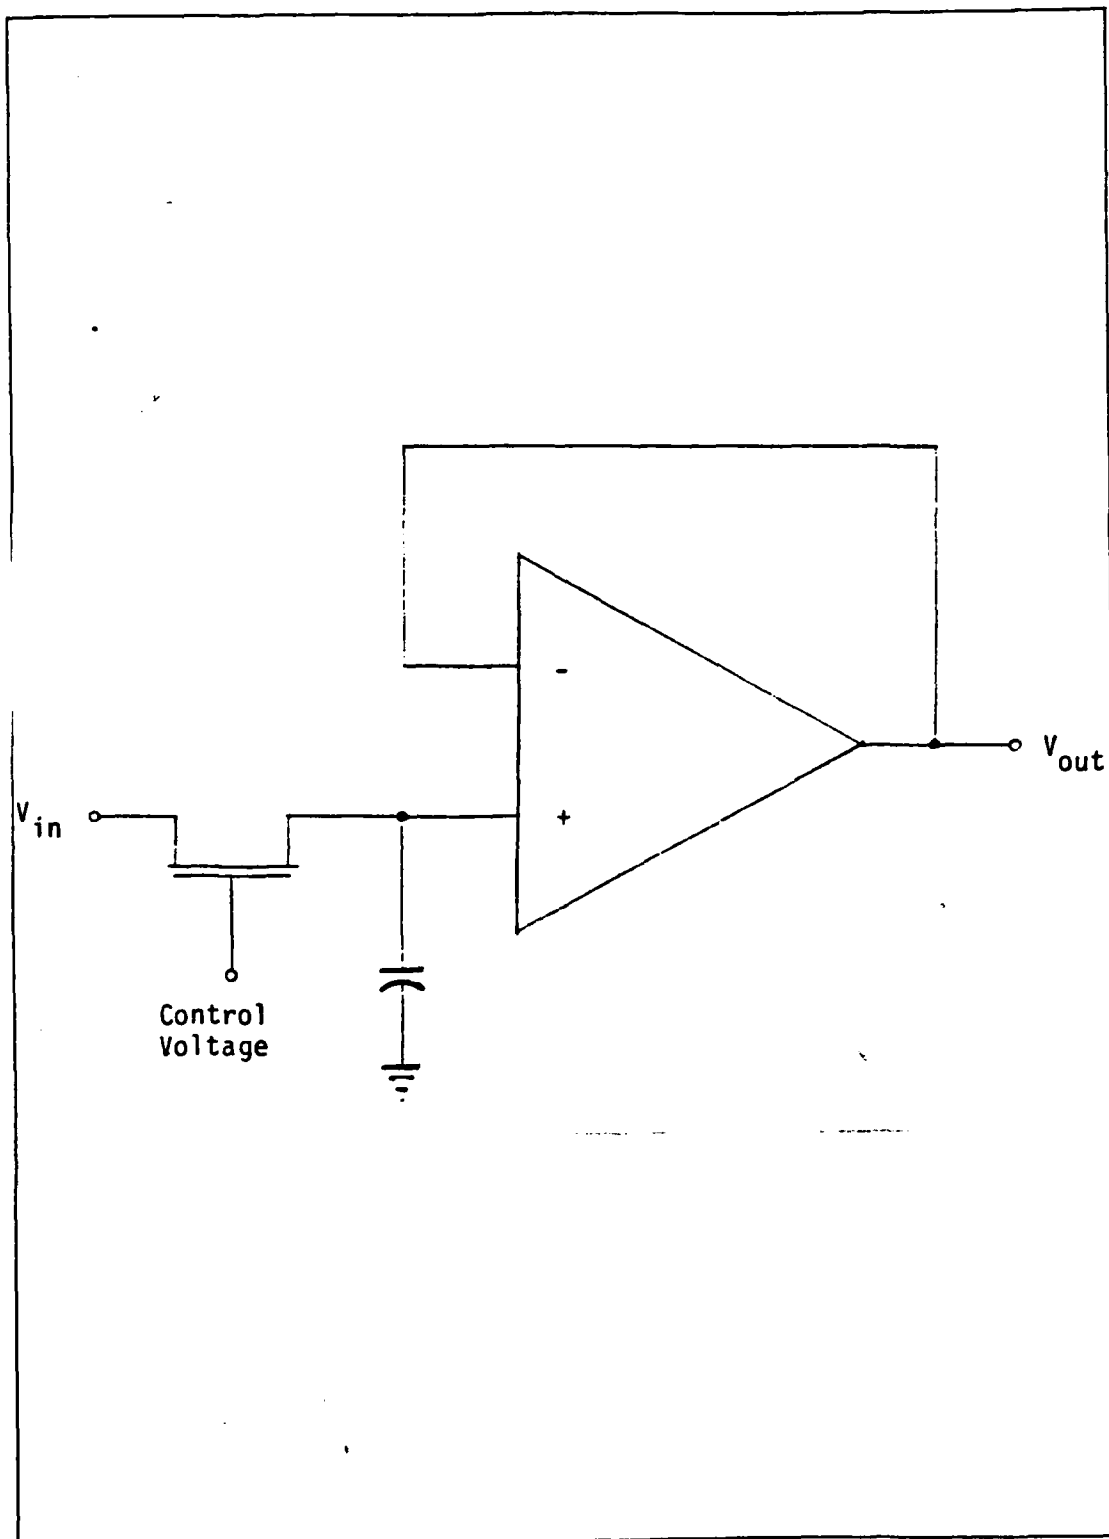 -
V out
V in
+
Control
Voltage